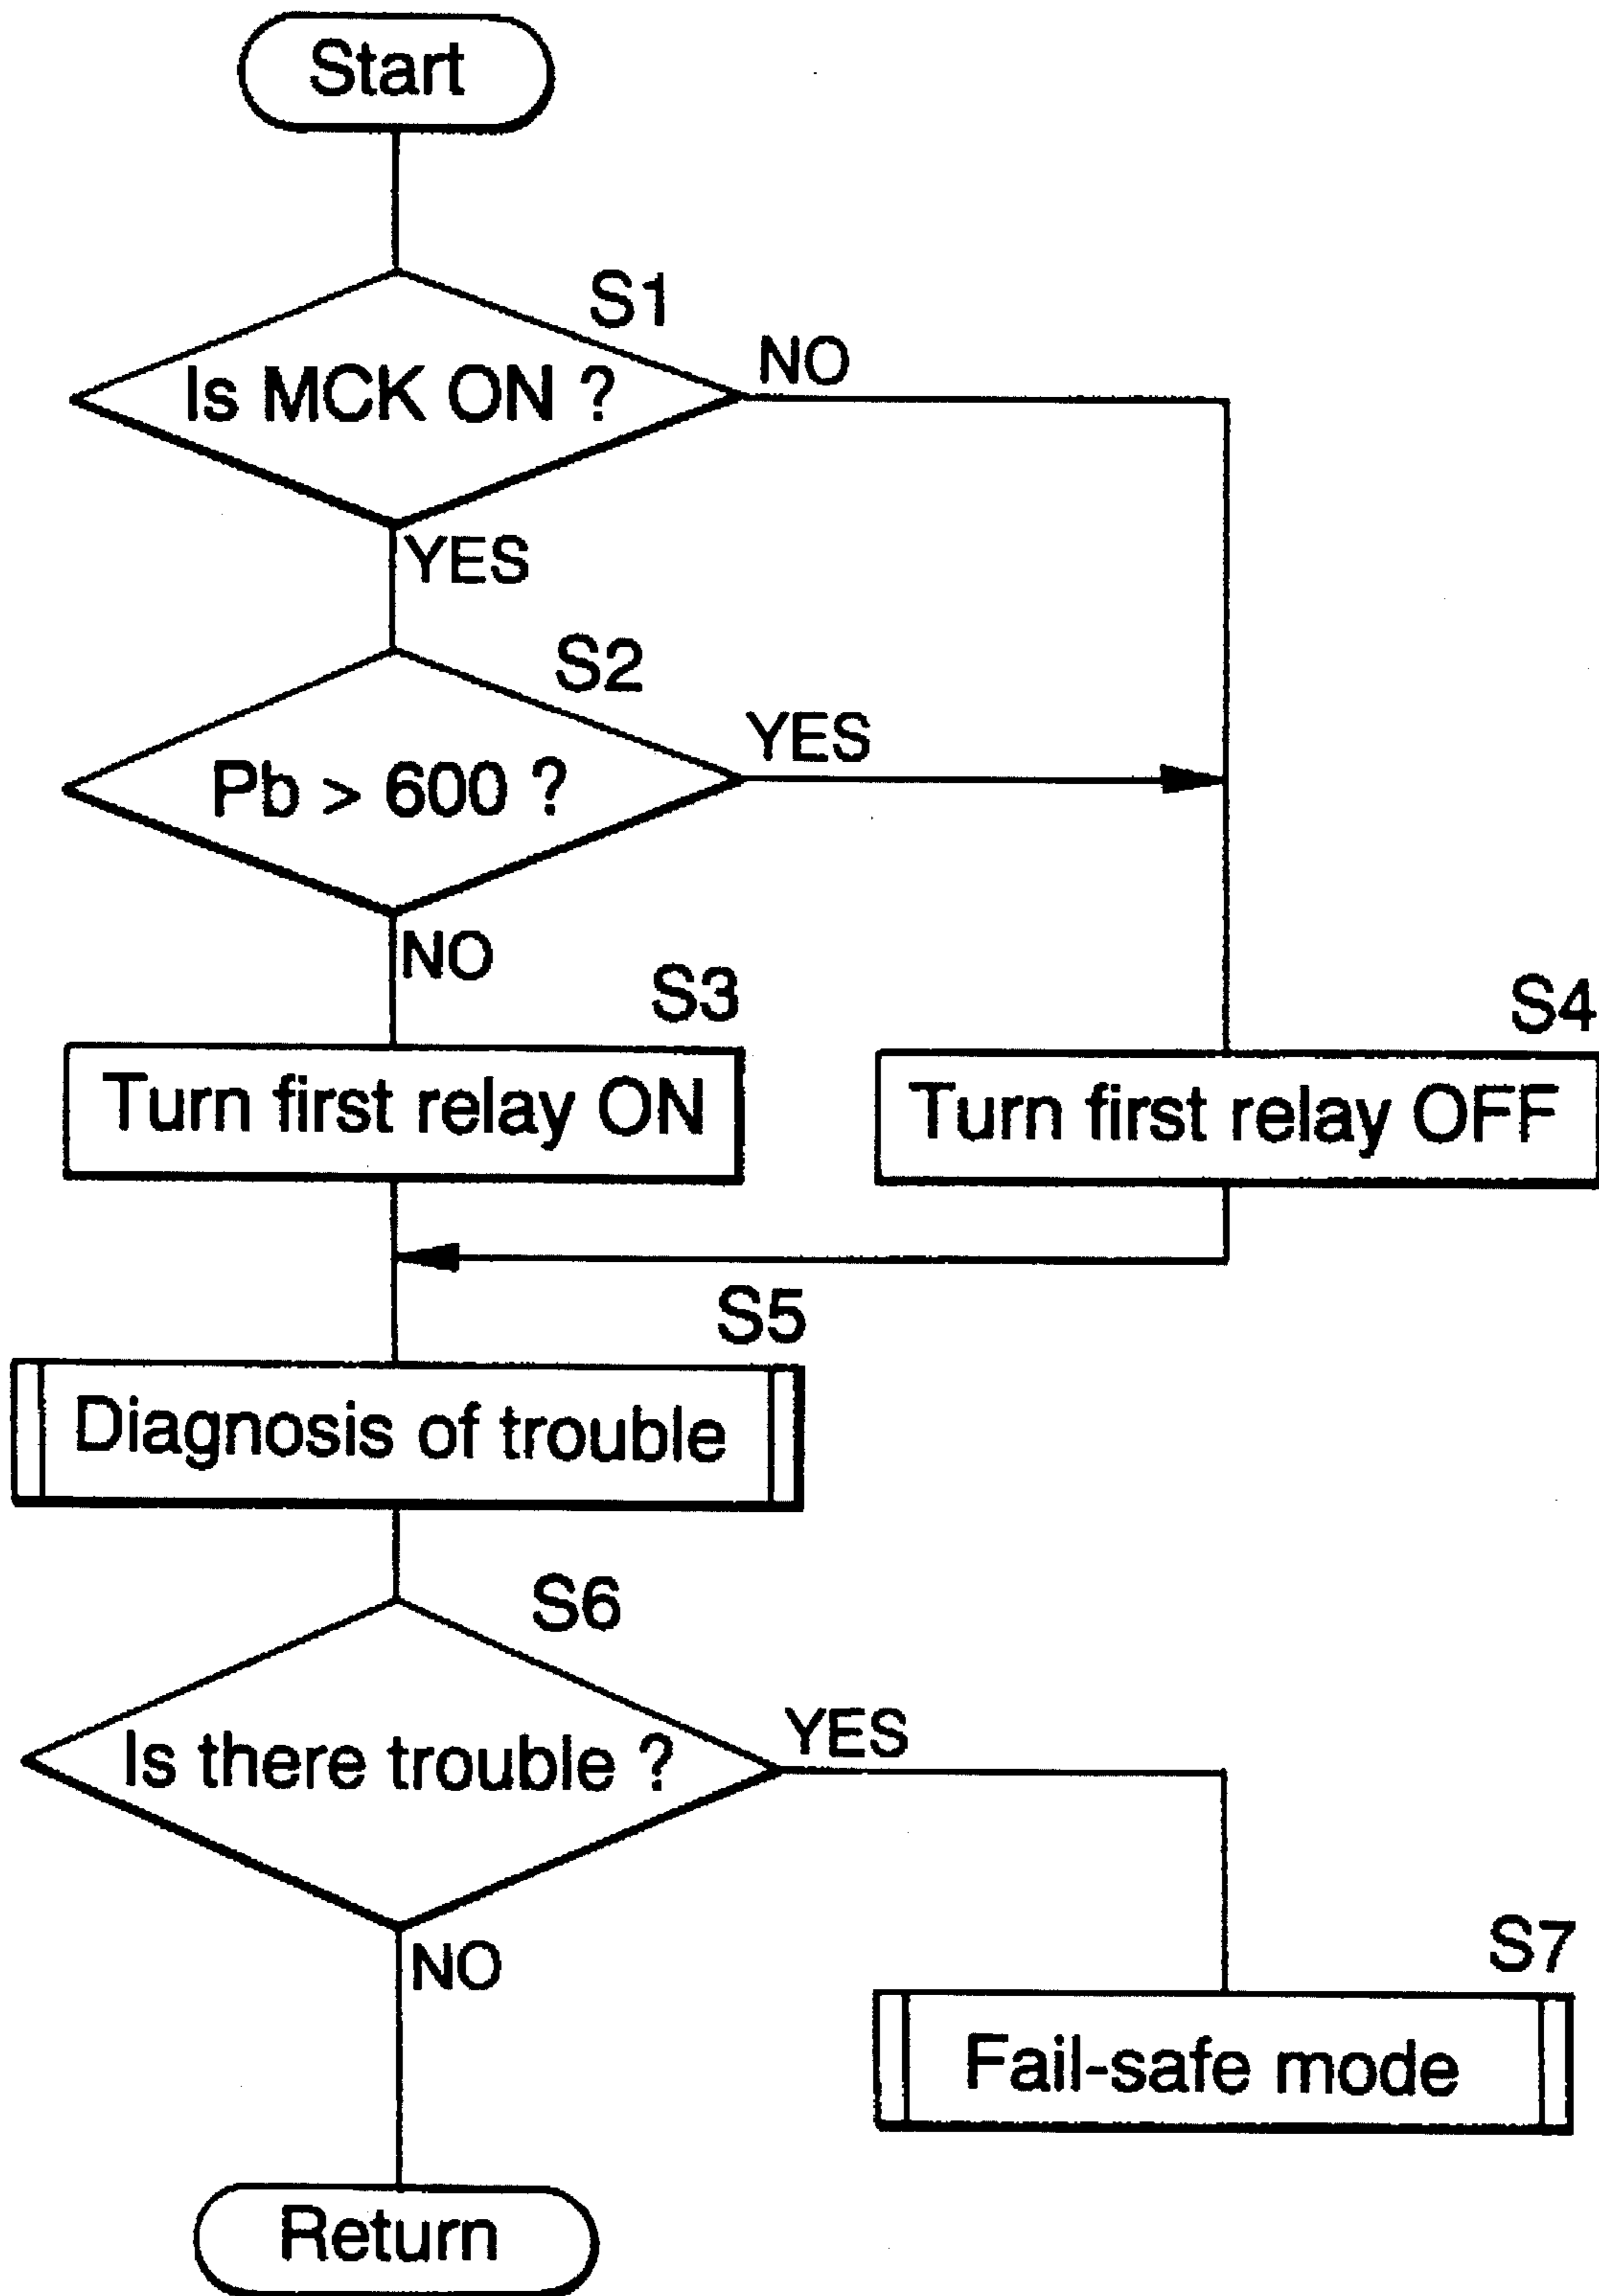 Start
S1
Is MCK ON ?
NO
YES
S2
Pb > 600 ?
YES
NO
S3
Turn first relay ON
S4
Turn first relay OFF
S5
Diagnosis of trouble
S6
Is there trouble ?
YES
NO
S7
Fail-safe mode
Return